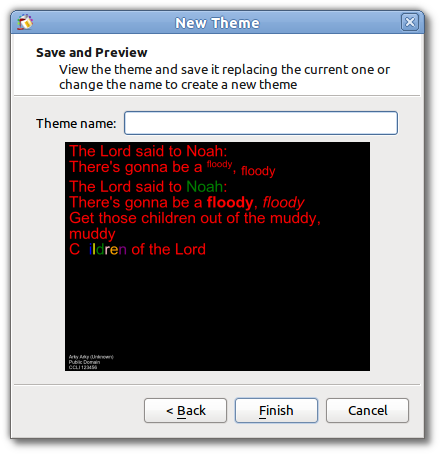 New Theme
Save and Preview
View the theme and save it replacing the current one or
change the name to create a new theme
Theme name:
The Lord said to Noah:
There's gonna be a floody, floody
The Lord said to Noah:
There's gonna be a floody, floody
Get those children out of the muddy,
muddy
C ildren of the Lord
Arky Arky (Unknown)
Public Domain
CCLI 123456
< Back
Finish
Cancel